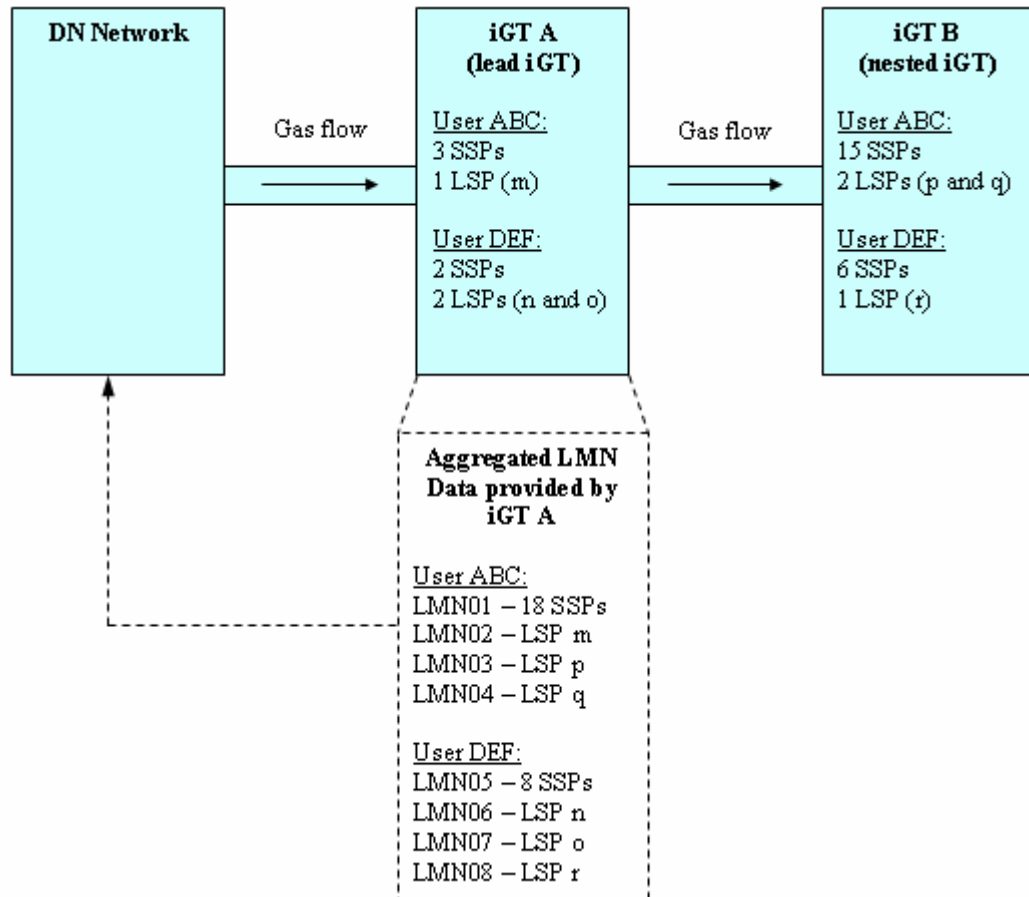 DN Network
Gas flow
iGT A
(lead iGT)
User ABC:
3 SSPs
1 LSP (m)
User DEF:
2 SSPs
2 LSPs (n and o)
Gas flow
iGT B
(nested iGT)
User ABC:
15 SSPs
2 LSPs (p and q)
User DEF:
6 SSPs
1 LSP (r)
Aggregated LMN
Data provided by
iGT A
User ABC:
LMN01 – 18 SSPs
LMN02 – LSP m
LMN03 – LSP p
LMN04 – LSP q
User DEF:
LMN05 – 8 SSPs
LMN06 – LSP n
LMN07 – LSP o
LMN08 – LSP r